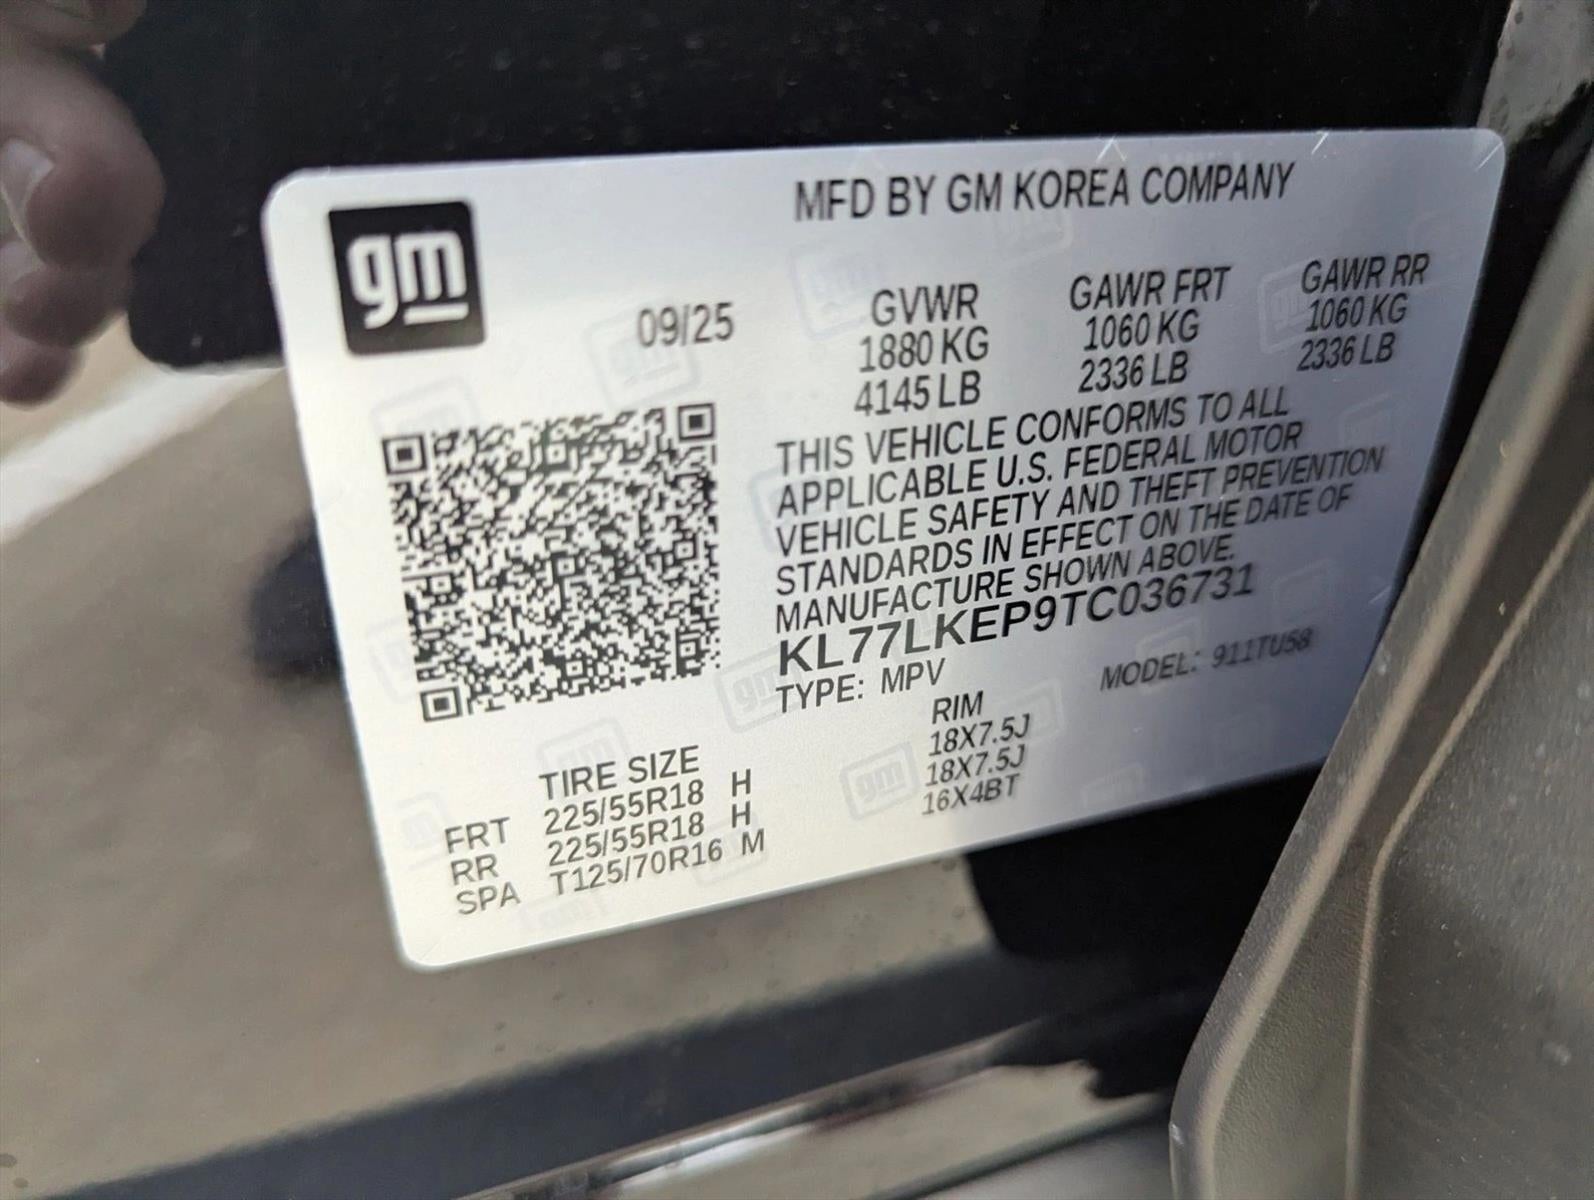 gm
MFD BY GM KOREA COMPANY
09/25
GVWR GAWR FRT GAWR RR
1880 KG 1060 KG 1060 KG
4145 LB 2336 LB 2336 LB
THIS VEHICLE CONFORMS TO ALL
APPLICABLE U.S. FEDERAL MOTOR
VEHICLE SAFETY AND THEFT PREVENTION
STANDARDS IN EFFECT ON THE DATE OF
MANUFACTURE SHOWN ABOVE.
KL77LKEP9TC036731
TYPE: MPV MODEL: 911TU58
TIRE SIZE RIM
FRT 225/55R18 H 18X7.5J
RR 225/55R18 H 18X7.5J
SPA T125/70R16 M 16X4BT